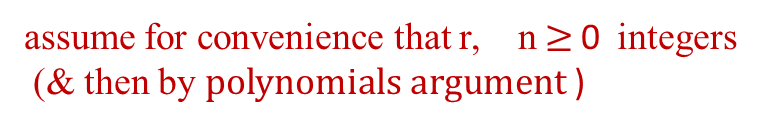 assume for convenience that r, n ≥ 0 integers
(& then by polynomials argument)